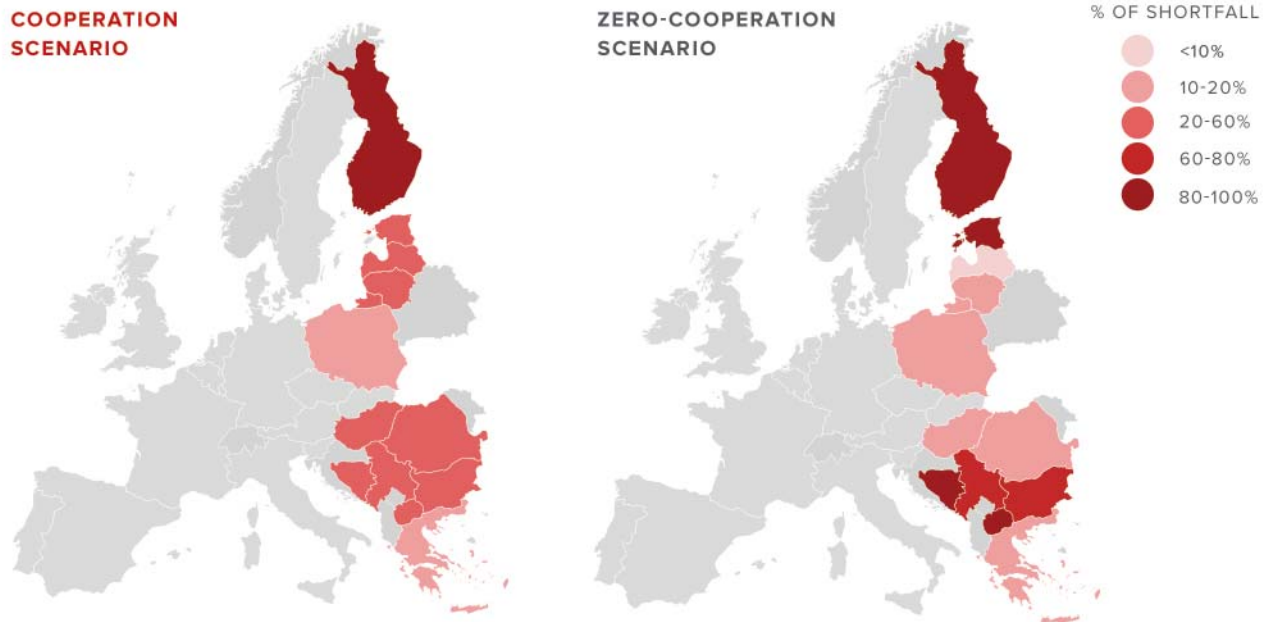 COOPERATION
SCENARIO
ZERO-COOPERATION
SCENARIO
% OF SHORTFALL
<10%
10-20%
20-60%
60-80%
80-100%